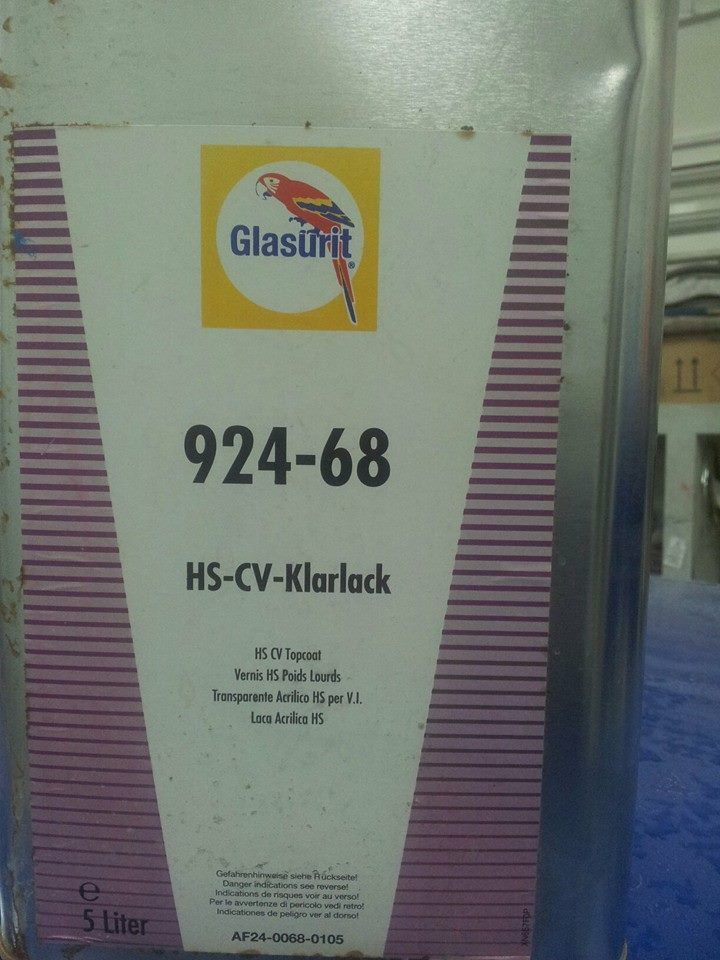 Glasurit®
924-68
HS-CV-Klarlack
HS CV Topcoat
Vernis HS Poids Lourds
Transparente Acrilico HS per V.I.
Laca Acrilica HS
Gefahrenhinweise siehe Rückseite!
Danger indications see reverse!
Indications de risques voir au verso!
Per le avvertenze di pericolo vedi retro!
Indicationes de peligro ver al dorso!
℮
5 Liter
AF24-0068-0105